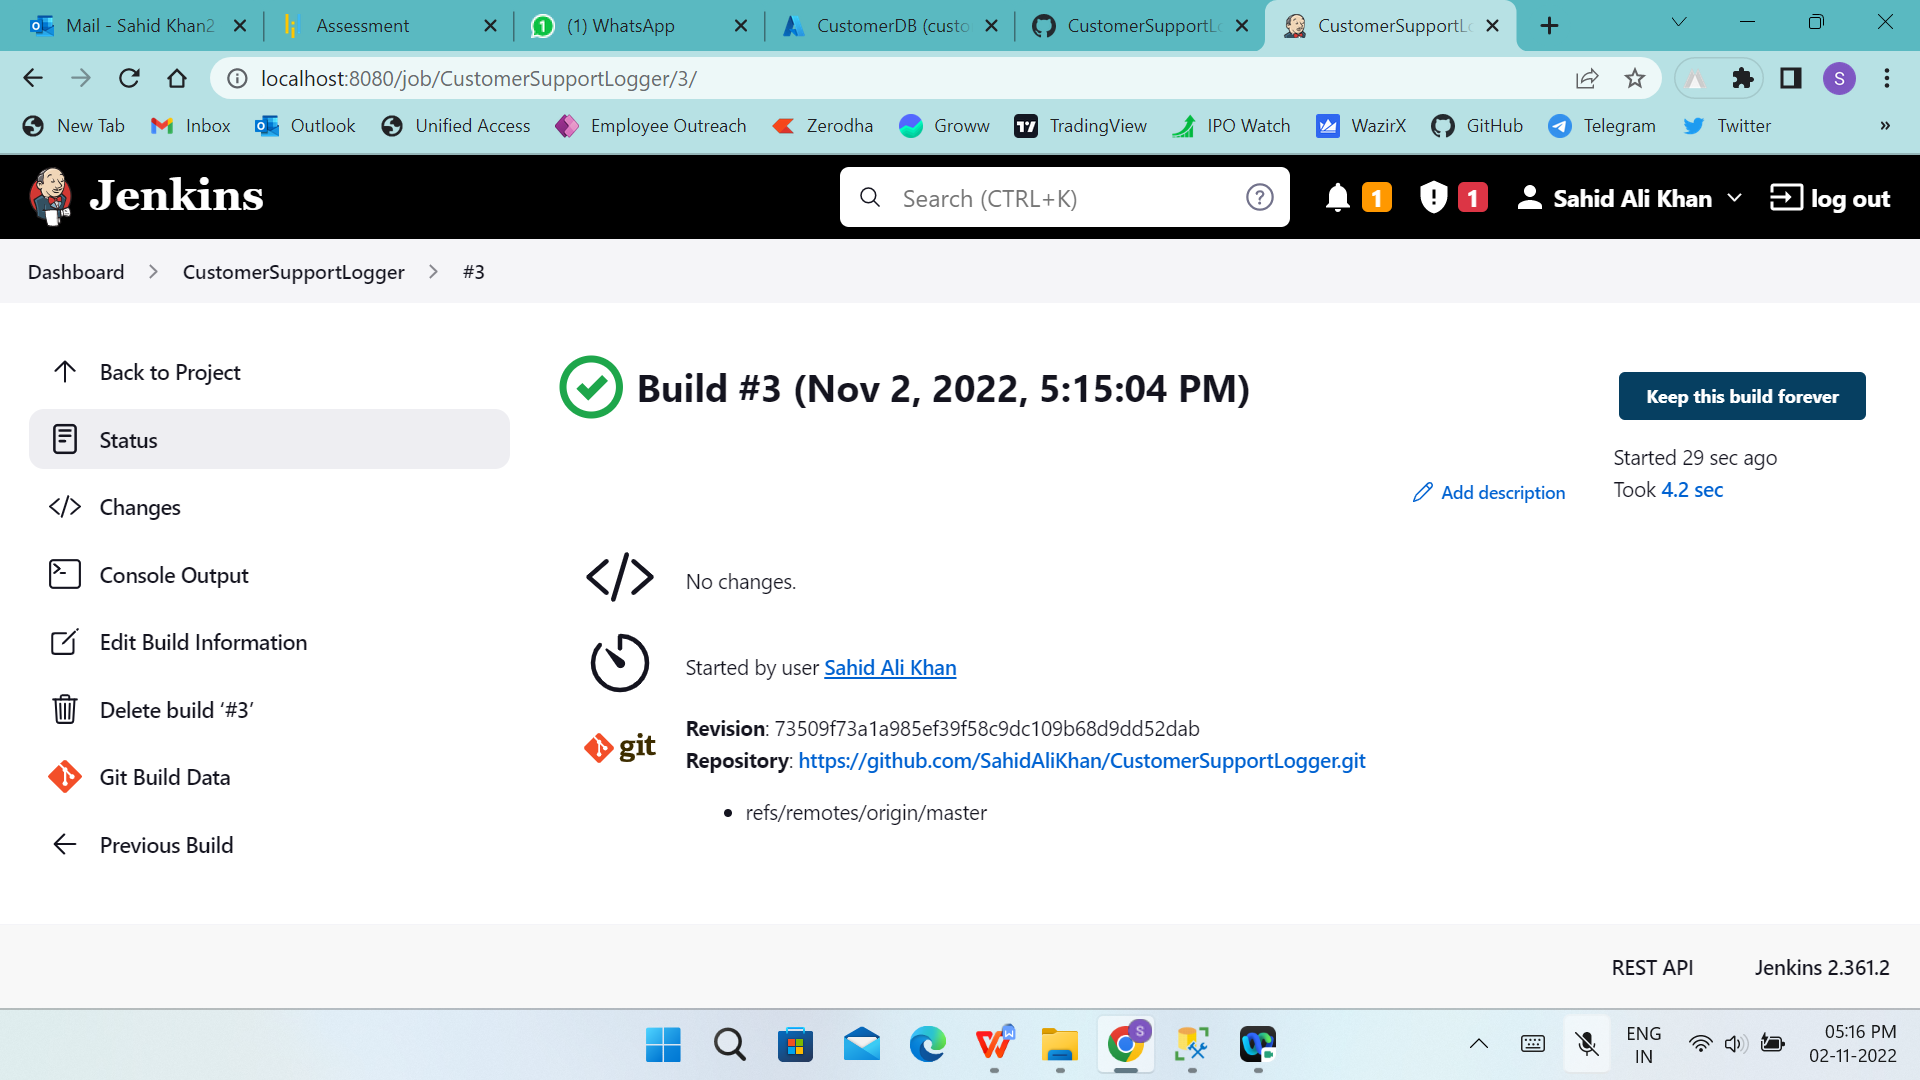 Mail - Sahid Khan2
Assessment
(1) WhatsApp
CustomerDB (custo
CustomerSupportLo
CustomerSupportLo
localhost:8080/job/CustomerSupportLogger/3/
S
New Tab
Inbox
Outlook
Unified Access
Employee Outreach
Zerodha
Groww
TradingView
IPO Watch
WazirX
GitHub
Telegram
Twitter
»
Jenkins
Search (CTRL+K)
1
1
Sahid Ali Khan
log out
Dashboard
CustomerSupportLogger
#3
Back to Project
Status
Changes
Console Output
Edit Build Information
Delete build ‘#3’
Git Build Data
Previous Build
Build #3 (Nov 2, 2022, 5:15:04 PM)
Keep this build forever
Started 29 sec ago
Took 4.2 sec
Add description
No changes.
Started by user Sahid Ali Khan
git
Revision: 73509f73a1a985ef39f58c9dc109b68d9dd52dab
Repository: https://github.com/SahidAliKhan/CustomerSupportLogger.git
refs/remotes/origin/master
REST API
Jenkins 2.361.2
ENG
IN
05:16 PM
02-11-2022